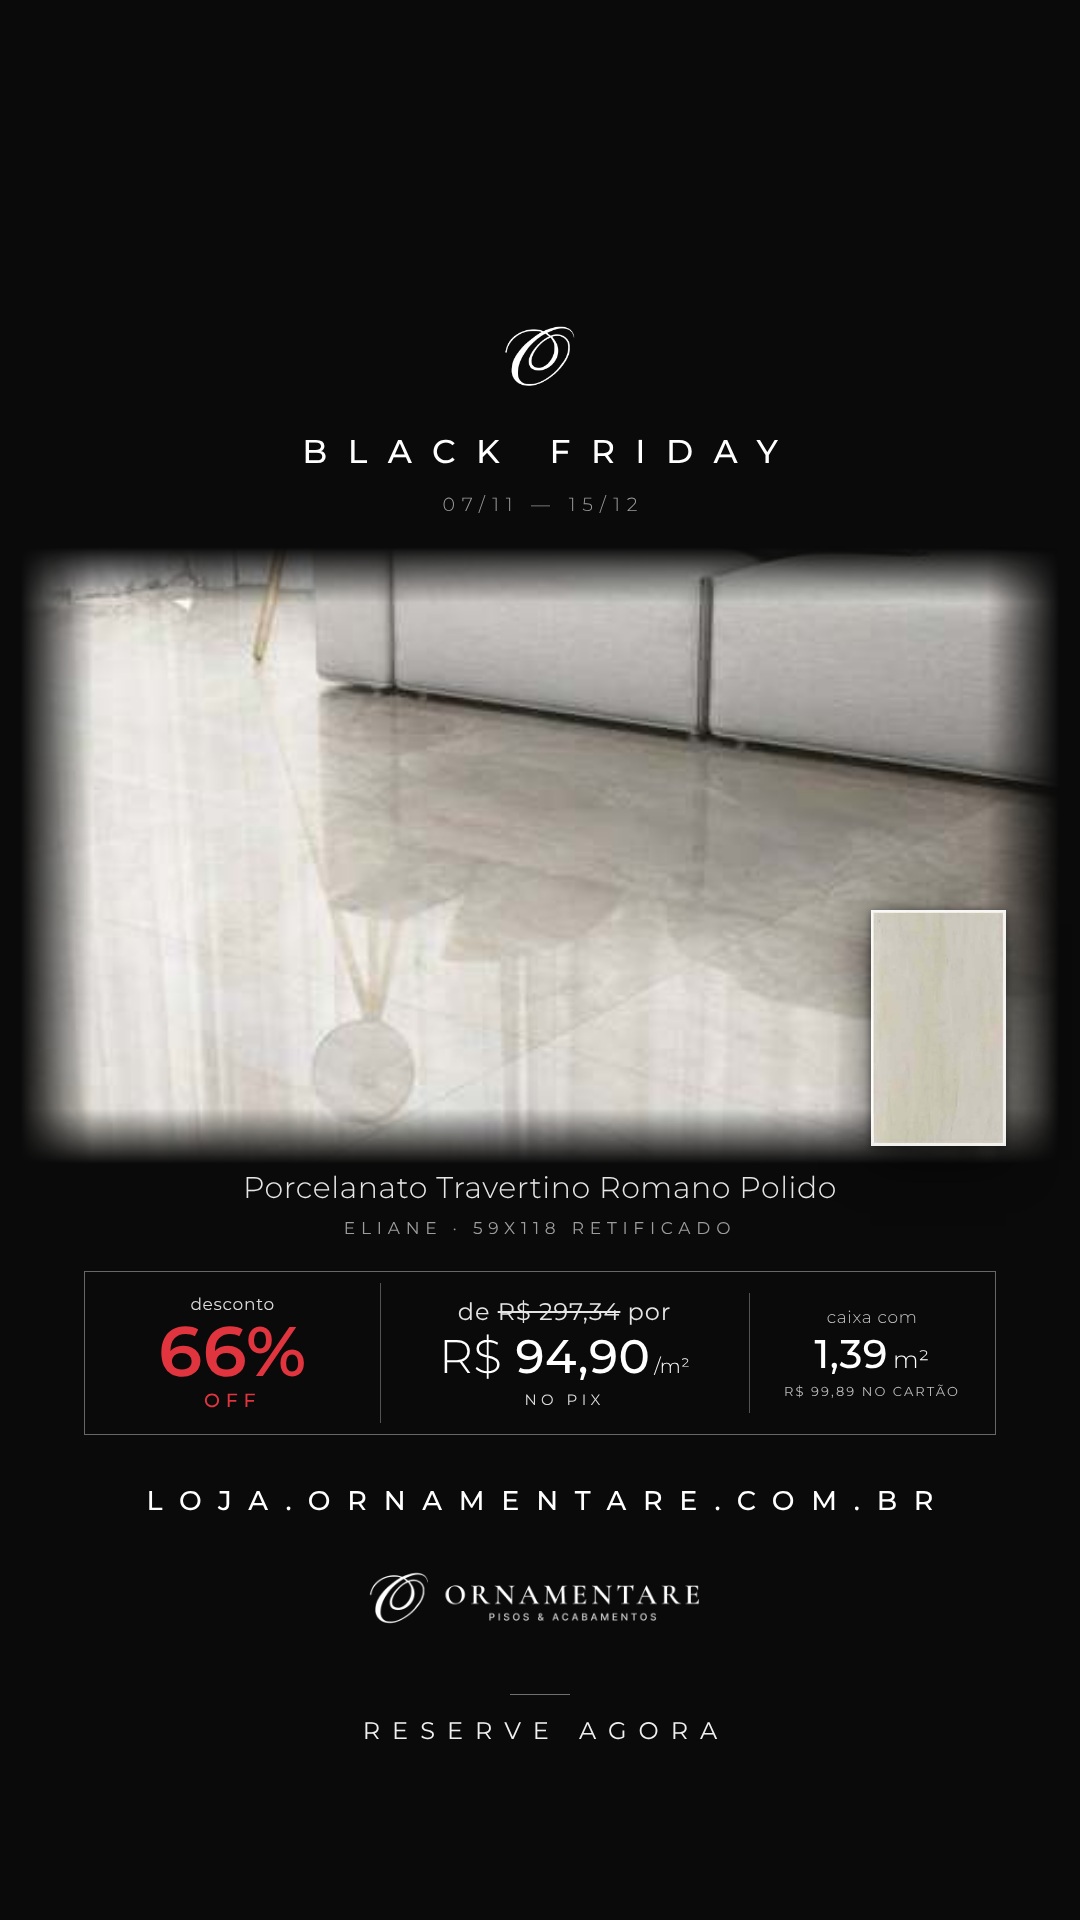 O
BLACK FRIDAY
07/11 — 15/12
Porcelanato Travertino Romano Polido
ELIANE · 59X118 RETIFICADO
desconto
66%
OFF
de R$ 297,34 por
R$ 94,90 /m²
NO PIX
caixa com
1,39 m²
R$ 99,89 NO CARTÃO
LOJA.ORNAMENTARE.COM.BR
O ORNAMENTARE
PISOS & ACABAMENTOS
RESERVE AGORA